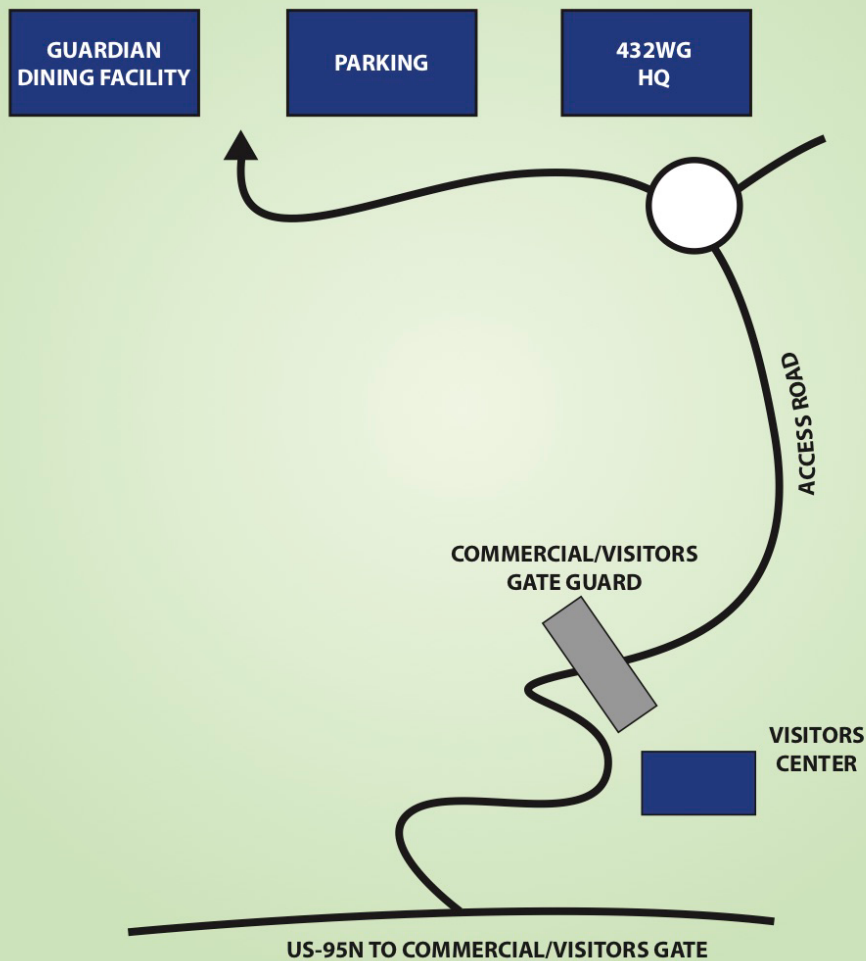 GUARDIAN
DINING FACILITY
PARKING
432WG
HQ
ACCESS ROAD
COMMERCIAL/VISITORS
GATE GUARD
VISITORS
CENTER
US-95N TO COMMERCIAL/VISITORS GATE